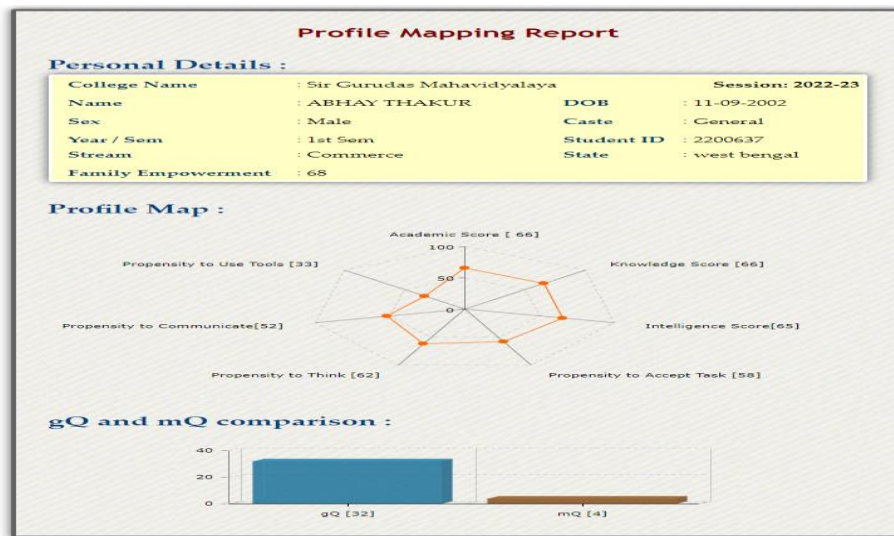 Profile Mapping Report
Personal Details :
College Name : Sir Gurudas Mahavidyalaya Session: 2022-23
Name : ABHAY THAKUR DOB : 11-09-2002
Sex : Male Caste : General
Year / Sem : 1st Sem Student ID : 2200637
Stream : Commerce State : west bengal
Family Empowerment : 68
Profile Map :
Academic Score [ 66]
100
Propensity to Use Tools [33] Knowledge Score [66]
50
0
Propensity to Communicate[52] Intelligence Score[65]
Propensity to Think [62] Propensity to Accept Task [58]
gQ and mQ comparison :
40
20
0
gQ [32] mQ [4]